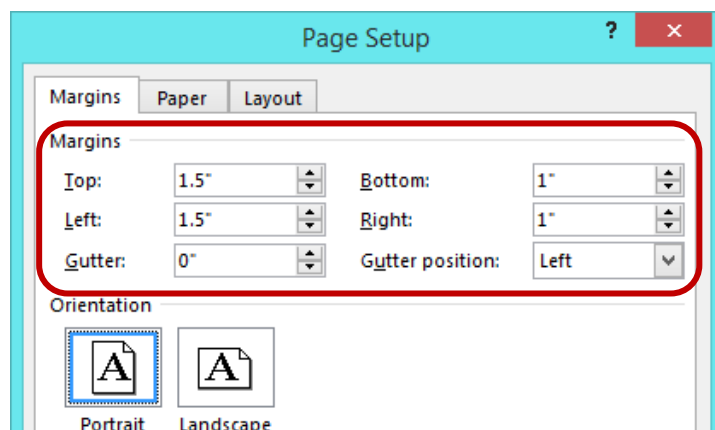 Page Setup ? ×
Margins Paper Layout
Margins
Top: 1.5" Bottom: 1"
Left: 1.5" Right: 1"
Gutter: 0" Gutter position: Left
Orientation
A A
Portrait Landscape